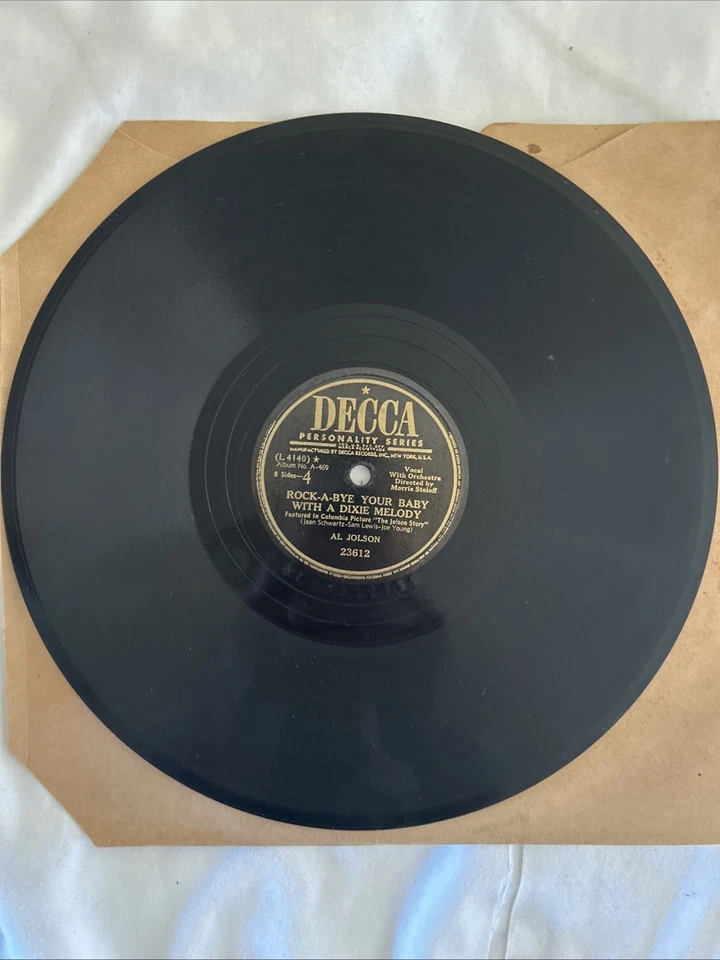 DECCA
PERSONALITY SERIES
MANUFACTURED BY DECCA RECORDS, INC., NEW YORK, U.S.A.
(L 4140) ★
Album No. A-469
8 Sides—4
Vocal
With Orchestra
Directed by
Morris Stoloff
ROCK-A-BYE YOUR BABY
WITH A DIXIE MELODY
Featured in Columbia Picture "The Jolson Story"
(Jean Schwartz-Sam Lewis-Joe Young)
AL JOLSON
23612